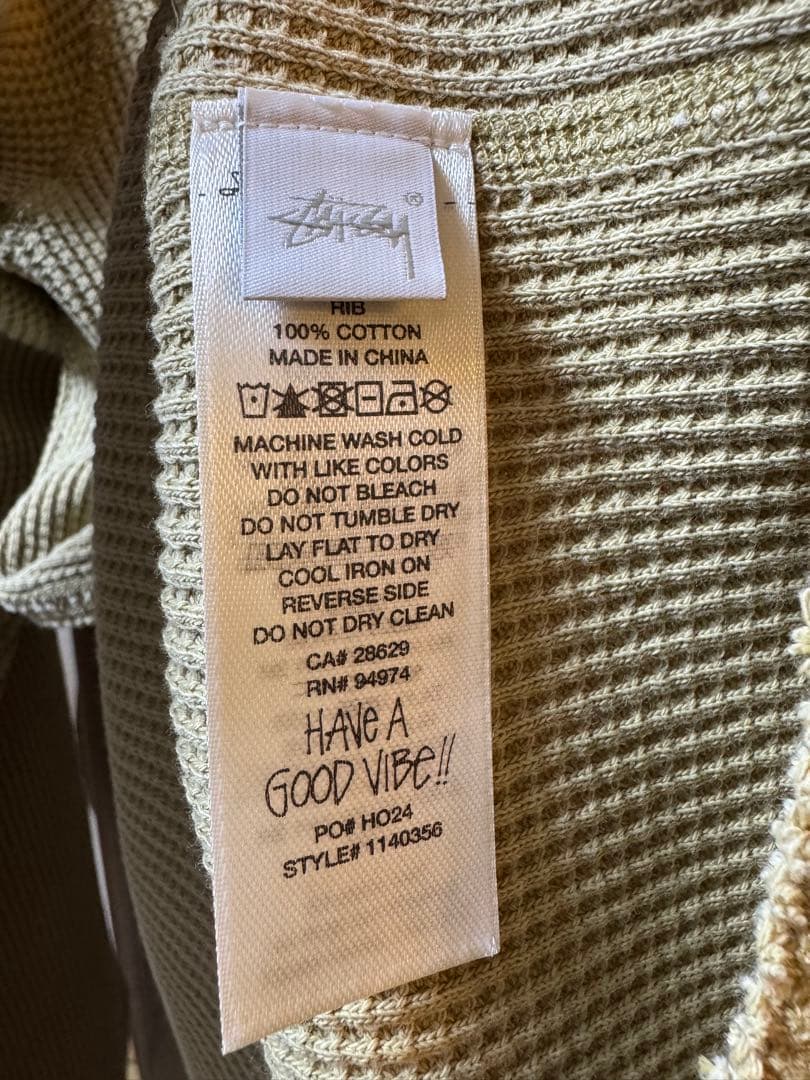 STÜSSY®
RIB
100% COTTON
MADE IN CHINA
MACHINE WASH COLD
WITH LIKE COLORS
DO NOT BLEACH
DO NOT TUMBLE DRY
LAY FLAT TO DRY
COOL IRON ON
REVERSE SIDE
DO NOT DRY CLEAN
CA# 28629
RN# 94974
HAVE A
GOOD VIBE!!
PO# HO24
STYLE# 1140356